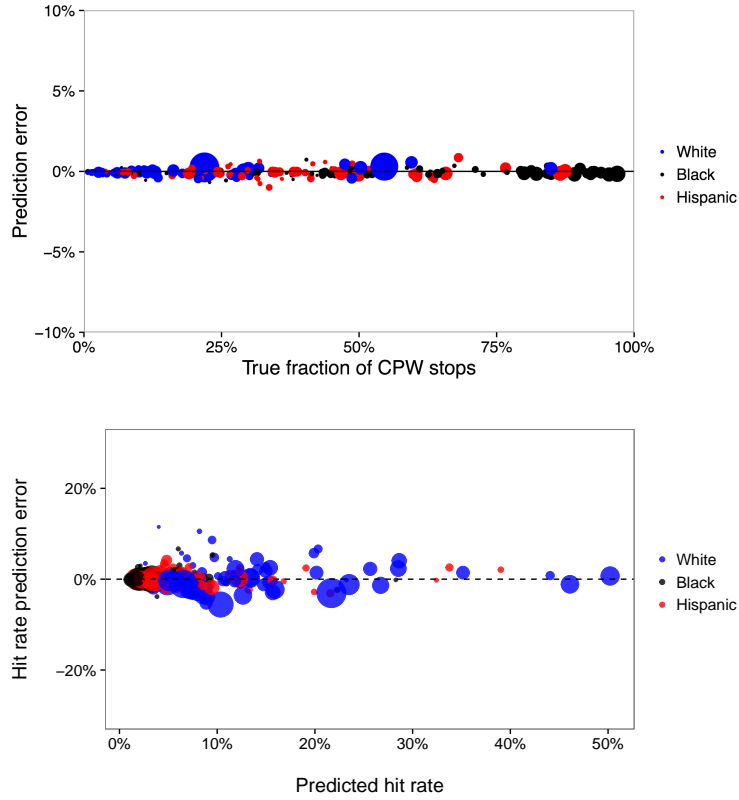 10%
5%
0%
−5%
−10%
Prediction error
0% 25% 50% 75% 100%
True fraction of CPW stops
White
Black
Hispanic
20%
0%
−20%
Hit rate prediction error
0% 10% 20% 30% 40% 50%
Predicted hit rate
White
Black
Hispanic